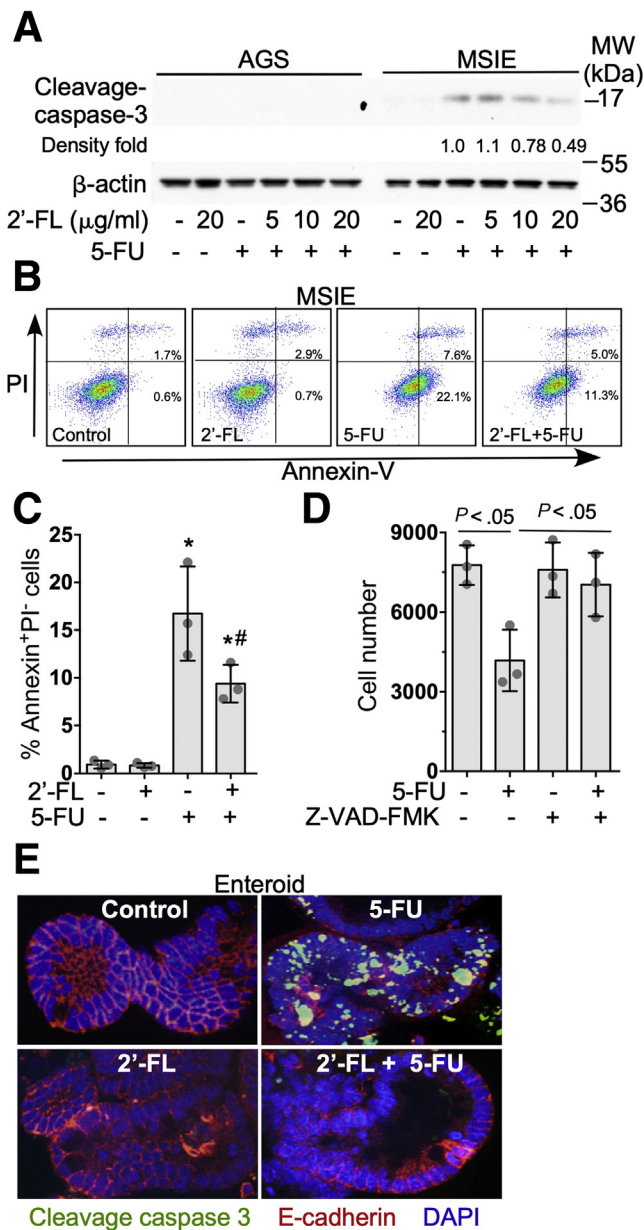 A
AGS MSIE MW
(kDa)
Cleavage-
caspase-3
–17
Density fold 1.0 1.1 0.78 0.49
–55
β-actin
–36
2'-FL (μg/ml) - 20 - 5 10 20 - 20 - 5 10 20
5-FU - - + + + + - - + + + +
B
MSIE
PI
1.7% 2.9% 7.6% 5.0%
0.6% 0.7% 22.1% 11.3%
Control 2'-FL 5-FU 2'-FL+5-FU
Annexin-V
C
% Annexin⁺PI⁻ cells
25
20
15
10
5
0
*
*#
2'-FL - + - +
5-FU - - + +
D
P < .05 P < .05
Cell number
9000
6000
3000
0
5-FU - + - +
Z-VAD-FMK - - + +
E
Enteroid
Control 5-FU
2'-FL 2'-FL + 5-FU
Cleavage caspase 3 E-cadherin DAPI